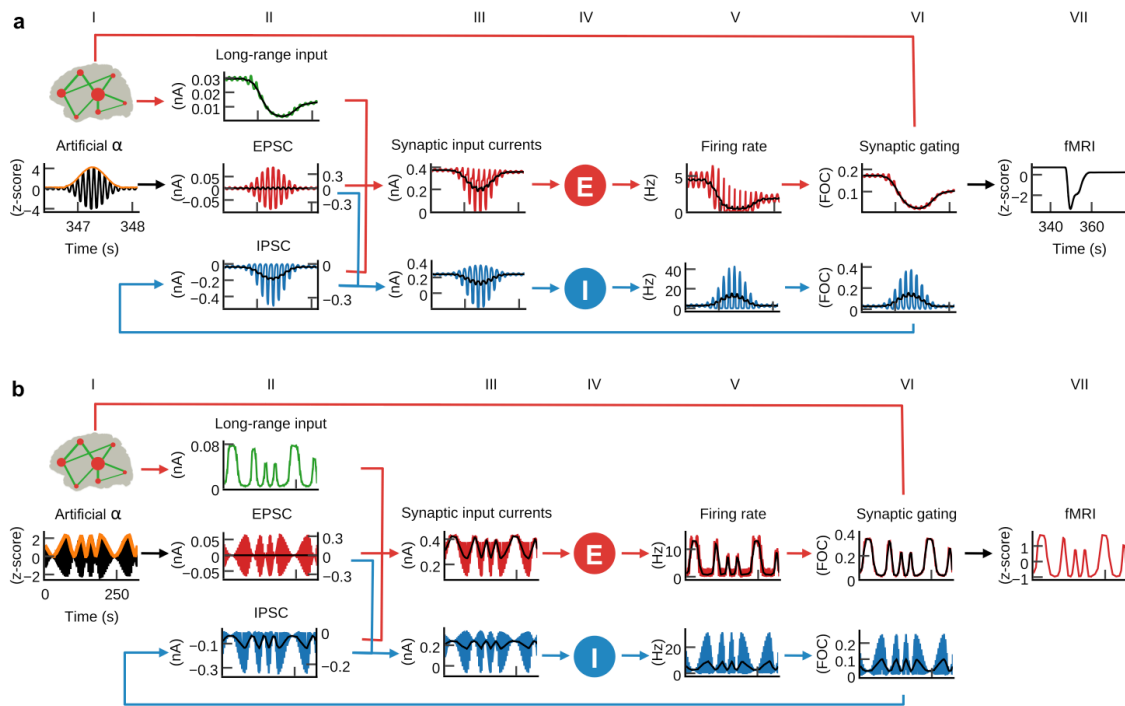 a
I II III IV V VI VII
Long-range input
0.03
0.02
0.01
(nA)
Artificial α EPSC Synaptic input currents Firing rate Synaptic gating fMRI
4
0
−4
(z-score)
347 348
Time (s)
0.05
0
−0.05
(nA)
0.3
0
−0.3
0.4
0.2
0
(nA)
E
5
0
(Hz)
0.2
0.1
(FOC)
0
−2
(z-score)
340 360
Time (s)
IPSC
0
−0.2
−0.4
(nA)
0
−0.3
0.4
0.2
0
(nA)
I
40
20
0
(Hz)
0.4
0.2
0
(FOC)
b
I II III IV V VI VII
Long-range input
0.08
0
(nA)
Artificial α EPSC Synaptic input currents Firing rate Synaptic gating fMRI
2
0
−2
(z-score)
0 250
Time (s)
0.05
0
−0.05
(nA)
0.3
0
−0.3
0.4
0.2
(nA)
E
10
0
(Hz)
0.4
0.2
0
(FOC)
1
0
−1
(z-score)
IPSC
−0.1
−0.3
(nA)
0
−0.2
0.2
0
(nA)
I
20
0
(Hz)
0.2
0.1
0
(FOC)